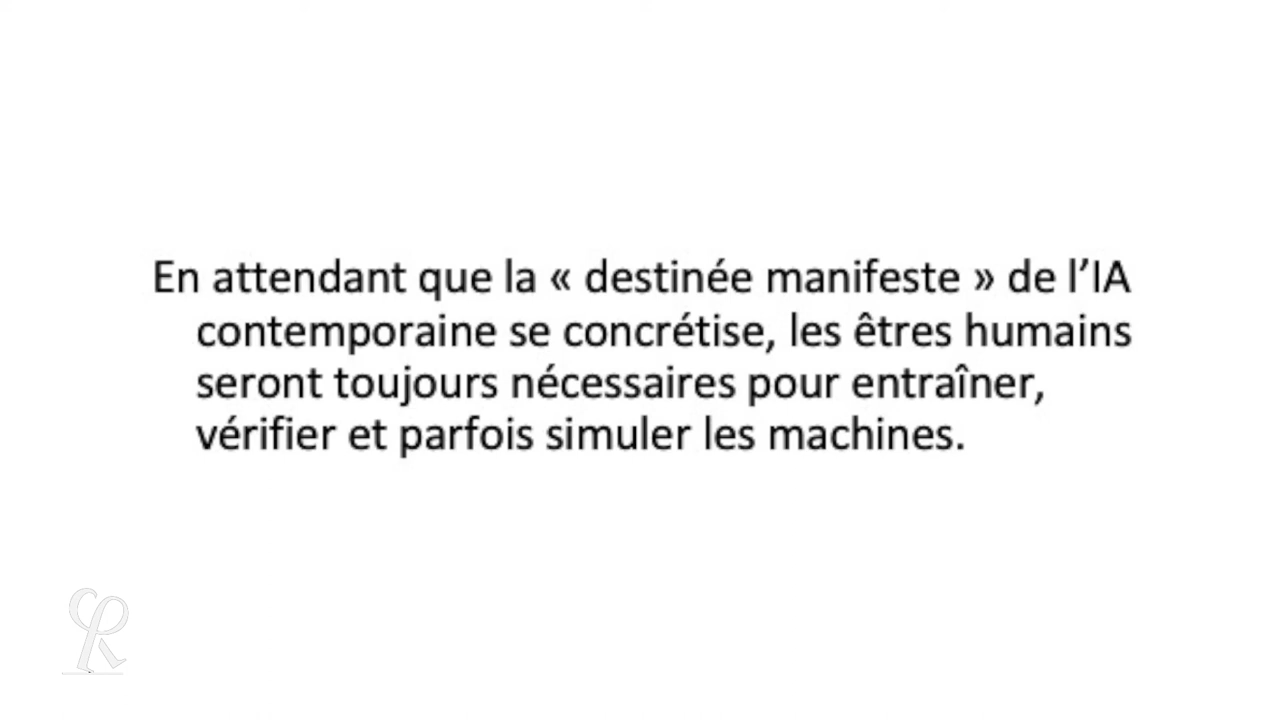 En attendant que la « destinée manifeste » de l’IA
contemporaine se concrétise, les êtres humains
seront toujours nécessaires pour entraîner,
vérifier et parfois simuler les machines.